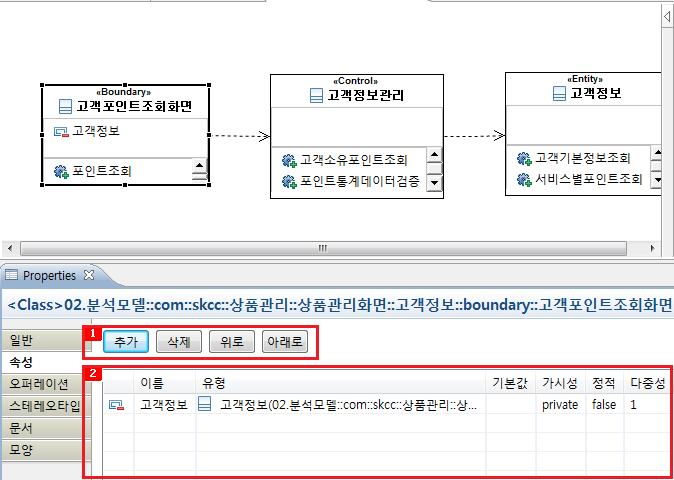 «Boundary»
고객포인트조회화면
고객정보
포인트조회
«Control»
고객정보관리
고객소유포인트조회
포인트통계데이터검증
«Entity»
고객정보
고객기본정보조회
서비스별포인트조회
Properties
<Class>02.분석모델::com::skcc::상품관리::상품관리화면::고객정보::boundary::고객포인트조회화면
일반
속성
오퍼레이션
스테레오타입
문서
모양
1
추가 삭제 위로 아래로
2
이름 유형 기본값 가시성 정적 다중성
고객정보 고객정보(02.분석모델::com::skcc::상품관리::상... private false 1